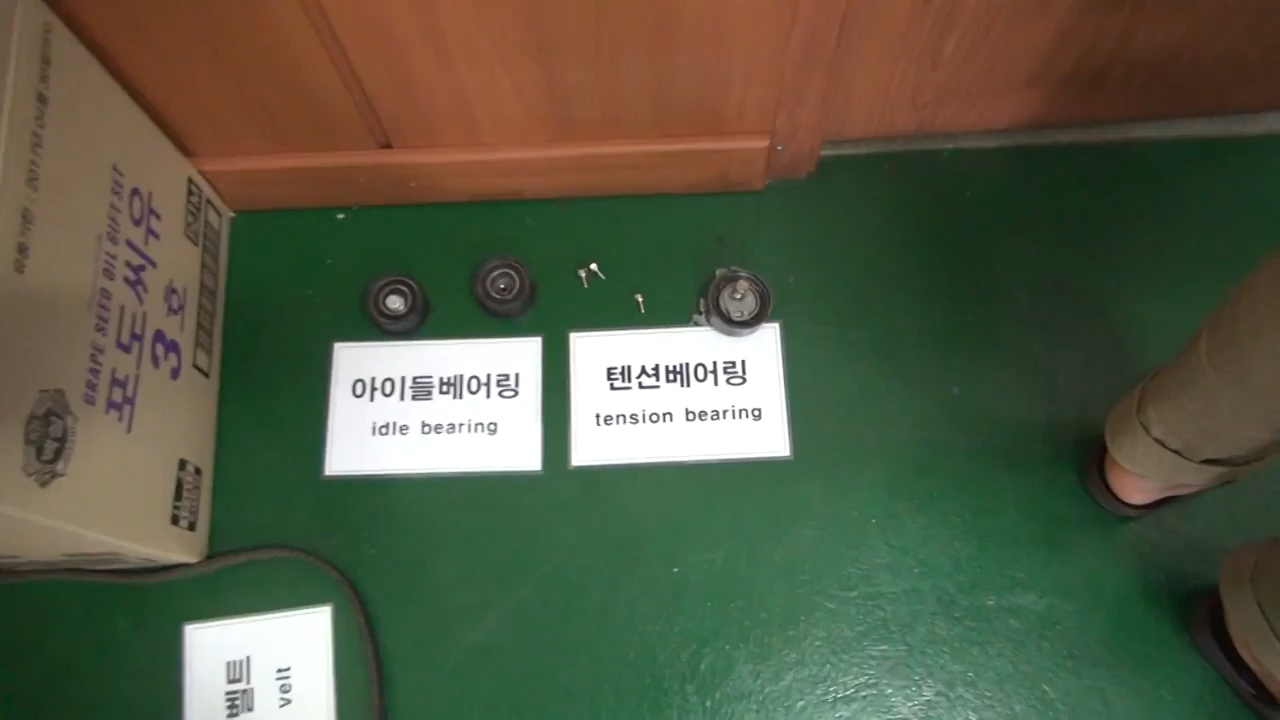 BRAPE SEED OIL GIFT SET
포도씨유
3호
아이들베어링
idle bearing
텐션베어링
tension bearing
벨트
velt